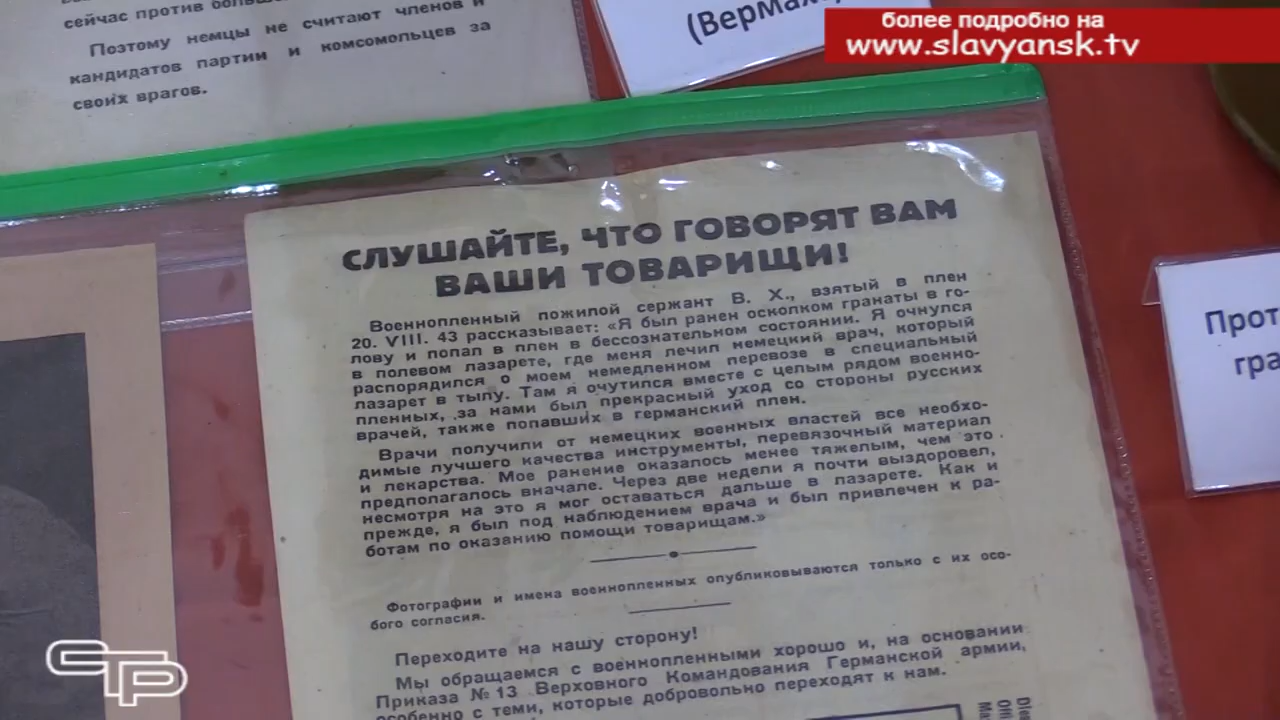 сейчас против
Поэтому немцы не считают членов и
кандидатов партии и комсомольцев за
своих врагов.
более подробно на
www.slavyansk.tv
СЛУШАЙТЕ, ЧТО ГОВОРЯТ ВАМ
ВАШИ ТОВАРИЩИ!
Военнопленный пожилой сержант В. Х., взятый в плен
20. VIII. 43 рассказывает: «Я был ранен осколком гранаты в го-
лову и попал в плен в бессознательном состоянии. Я очнулся
в полевом лазарете, где меня лечил немецкий врач, который
распорядился о моем немедленном перевозе в специальный
лазарет в тылу. Там я очутился вместе с целым рядом военно-
пленных, за нами был прекрасный уход со стороны русских
врачей, также попавших в германский плен.
Врачи получили от немецких военных властей все необхо-
димые лучшего качества инструменты, перевязочный материал
и лекарства. Мое ранение оказалось менее тяжелым, чем это
предполагалось вначале. Через две недели я почти выздоровел,
несмотря на это я мог оставаться дальше в лазарете. Как и
прежде, я был под наблюдением врача и был привлечен к ра-
ботам по оказанию помощи товарищам.»
Фотографии и имена военнопленных опубликовываются только с их осо-
бого согласия.
Переходите на нашу сторону!
Мы обращаемся с военнопленными хорошо и, на основании
Приказа № 13 Верховного Командования Германской армии,
особенно с теми, которые добровольно переходят к нам.
СТР